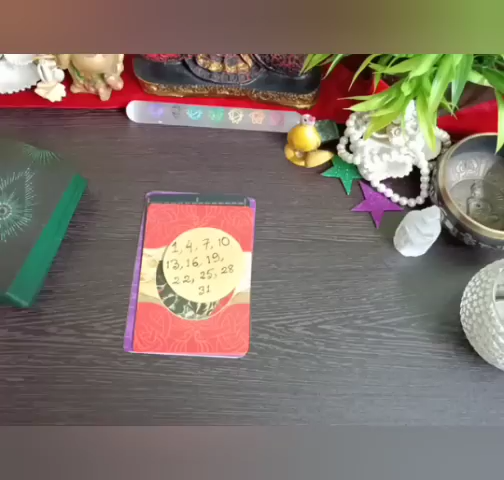 1, 4, 7, 10
13, 16, 19,
22, 25, 28
31